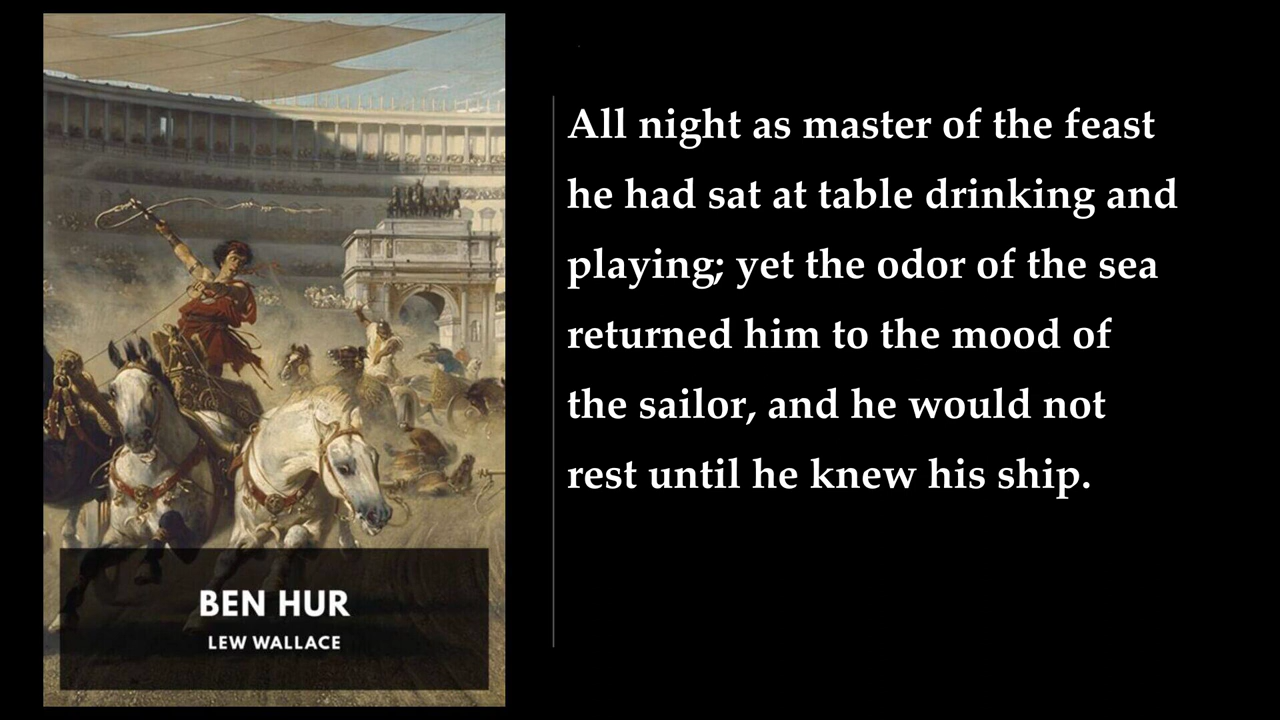 BEN HUR
LEW WALLACE
All night as master of the feast
he had sat at table drinking and
playing; yet the odor of the sea
returned him to the mood of
the sailor, and he would not
rest until he knew his ship.